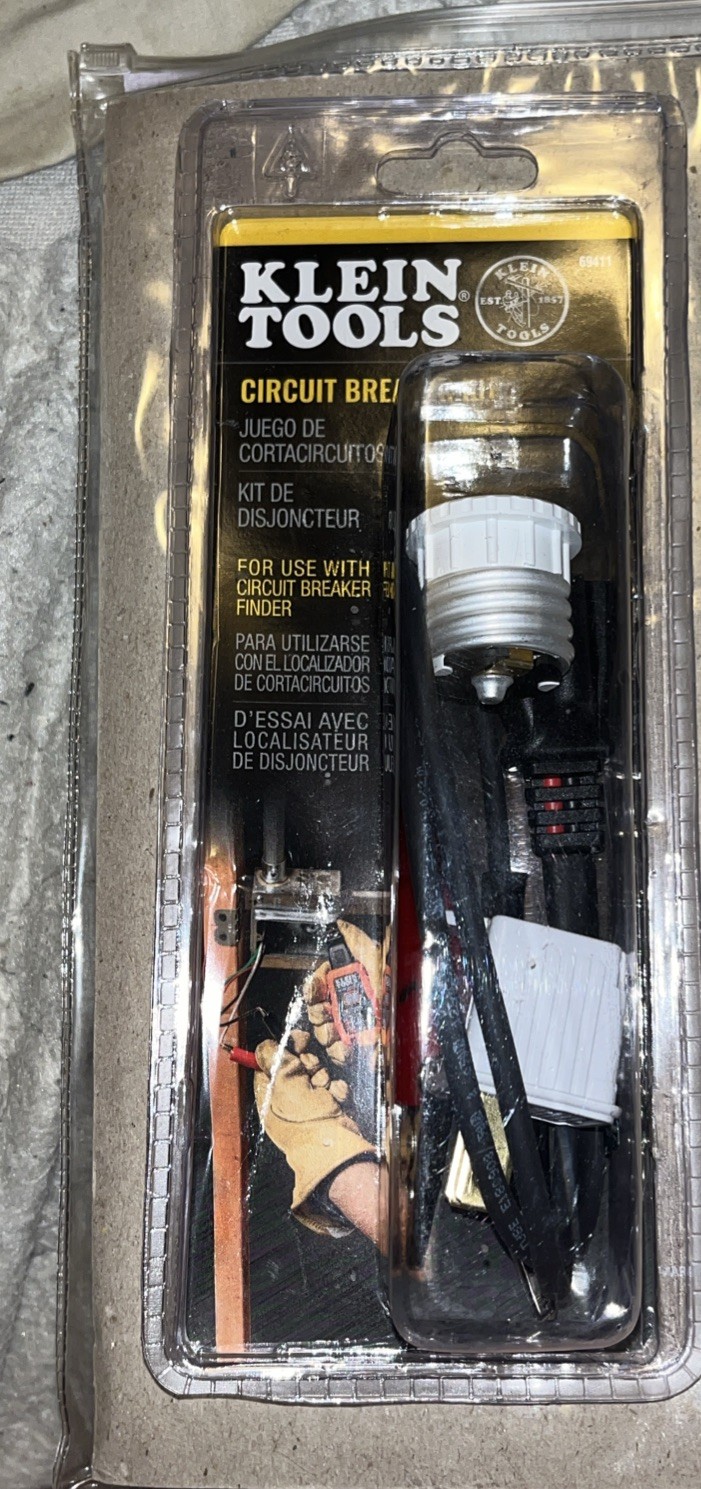 KLEIN
TOOLS®
KLEIN
EST. 1857
TOOLS
69411
CIRCUIT BREA
JUEGO DE
CORTACIRCUITOS
KIT DE
DISJONCTEUR
FOR USE WITH
CIRCUIT BREAKER
FINDER
PARA UTILIZARSE
CON EL LOCALIZADOR
DE CORTACIRCUITOS
D'ESSAI AVEC
LOCALISATEUR
DE DISJONCTEUR